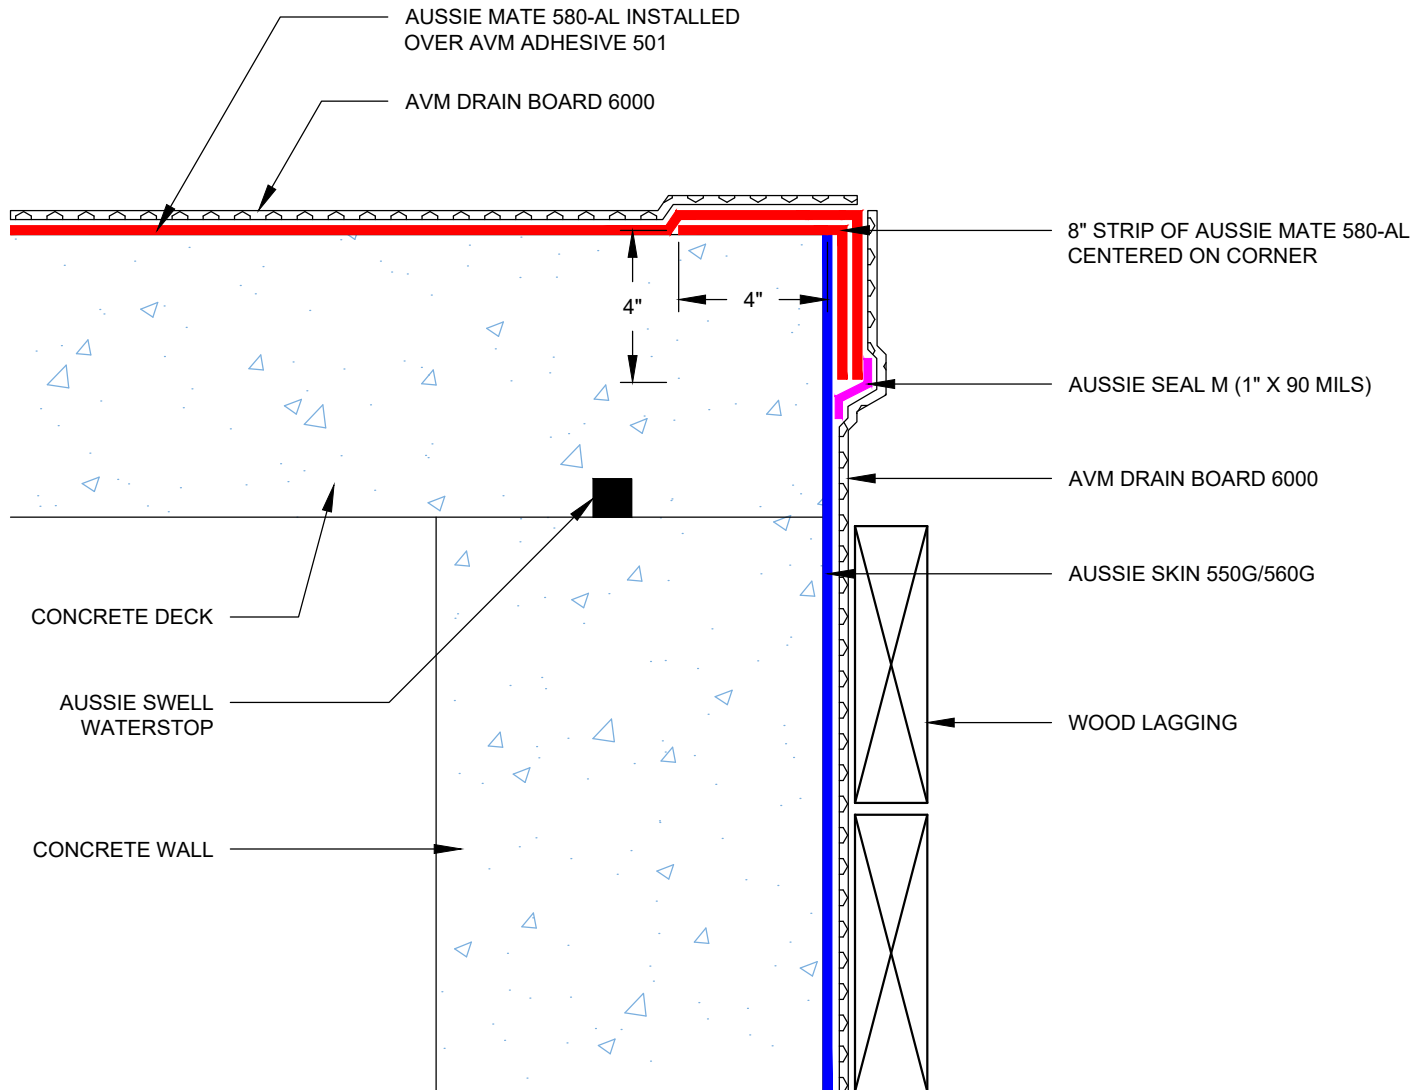 AUSSIE MATE 580-AL INSTALLED
OVER AVM ADHESIVE 501
AVM DRAIN BOARD 6000
8" STRIP OF AUSSIE MATE 580-AL
CENTERED ON CORNER
4"
4"
AUSSIE SEAL M (1" X 90 MILS)
AVM DRAIN BOARD 6000
AUSSIE SKIN 550G/560G
CONCRETE DECK
AUSSIE SWELL
WATERSTOP
WOOD LAGGING
CONCRETE WALL